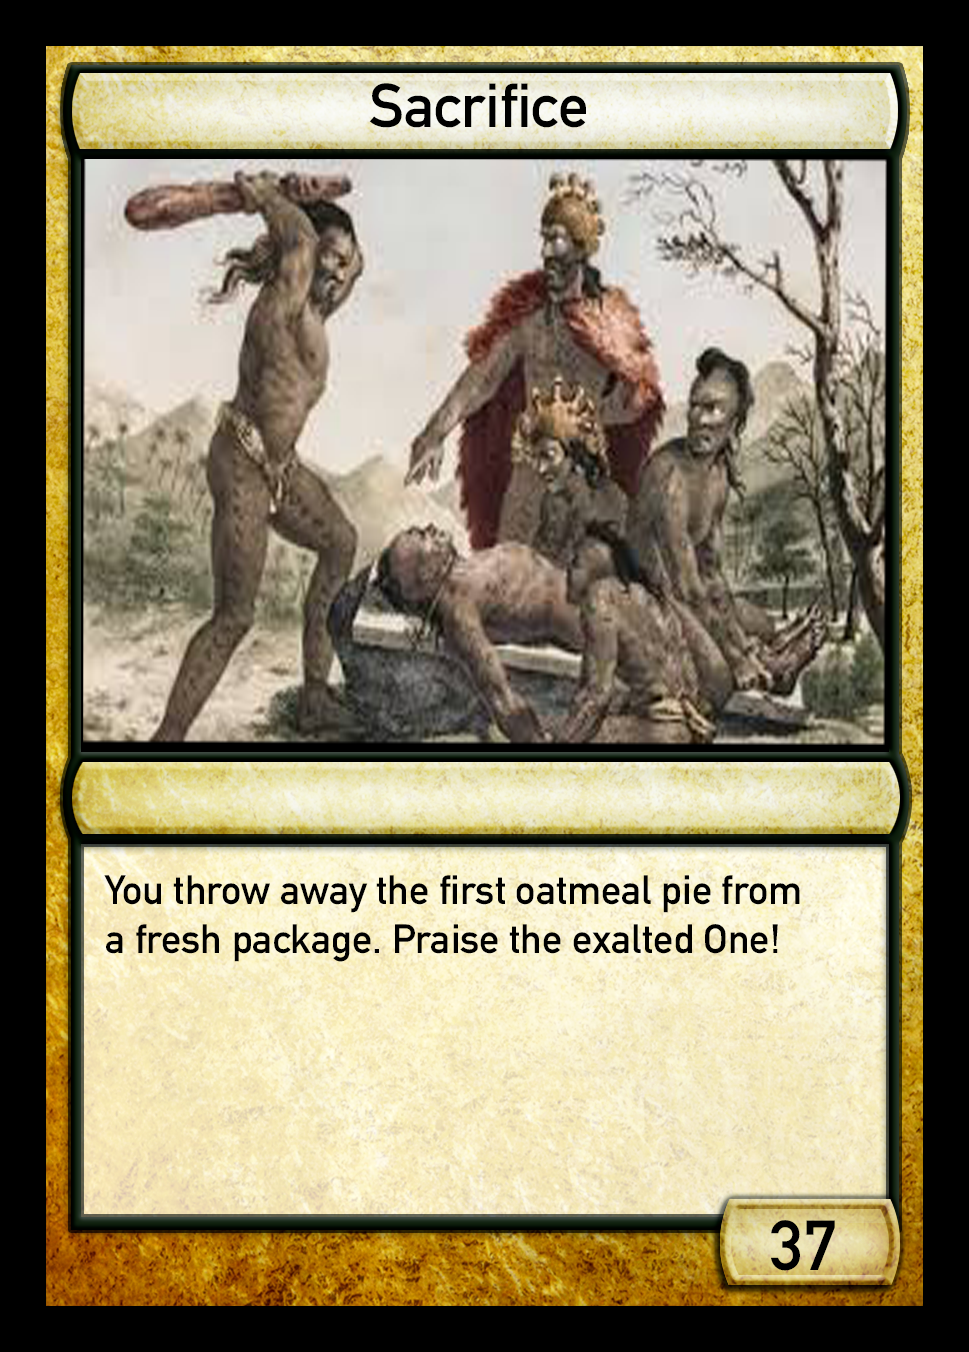 Sacrifice
You throw away the first oatmeal pie from
a fresh package. Praise the exalted One!
37